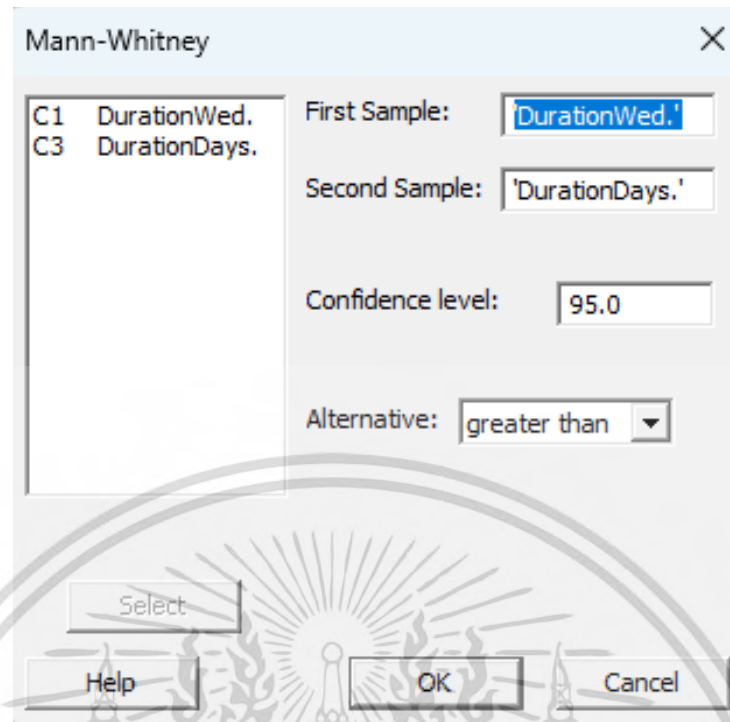 Mann-Whitney
C1 DurationWed.
C3 DurationDays.
First Sample: 'DurationWed.'
Second Sample: 'DurationDays.'
Confidence level: 95.0
Alternative: greater than
Select
Help OK Cancel